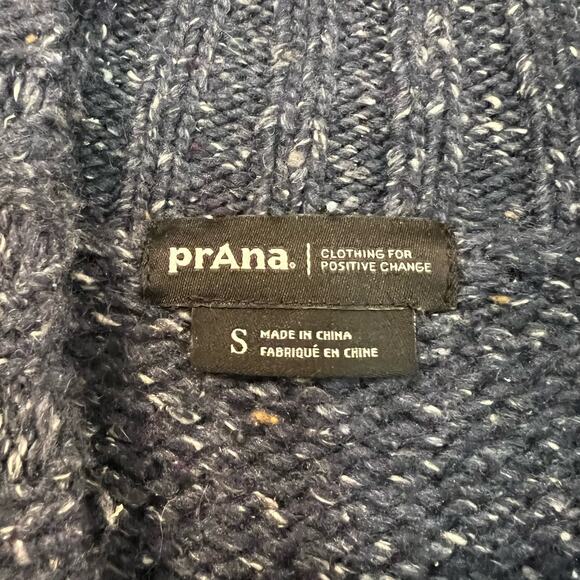 prAna. | CLOTHING FOR
POSITIVE CHANGE
S MADE IN CHINA
FABRIQUÉ EN CHINE